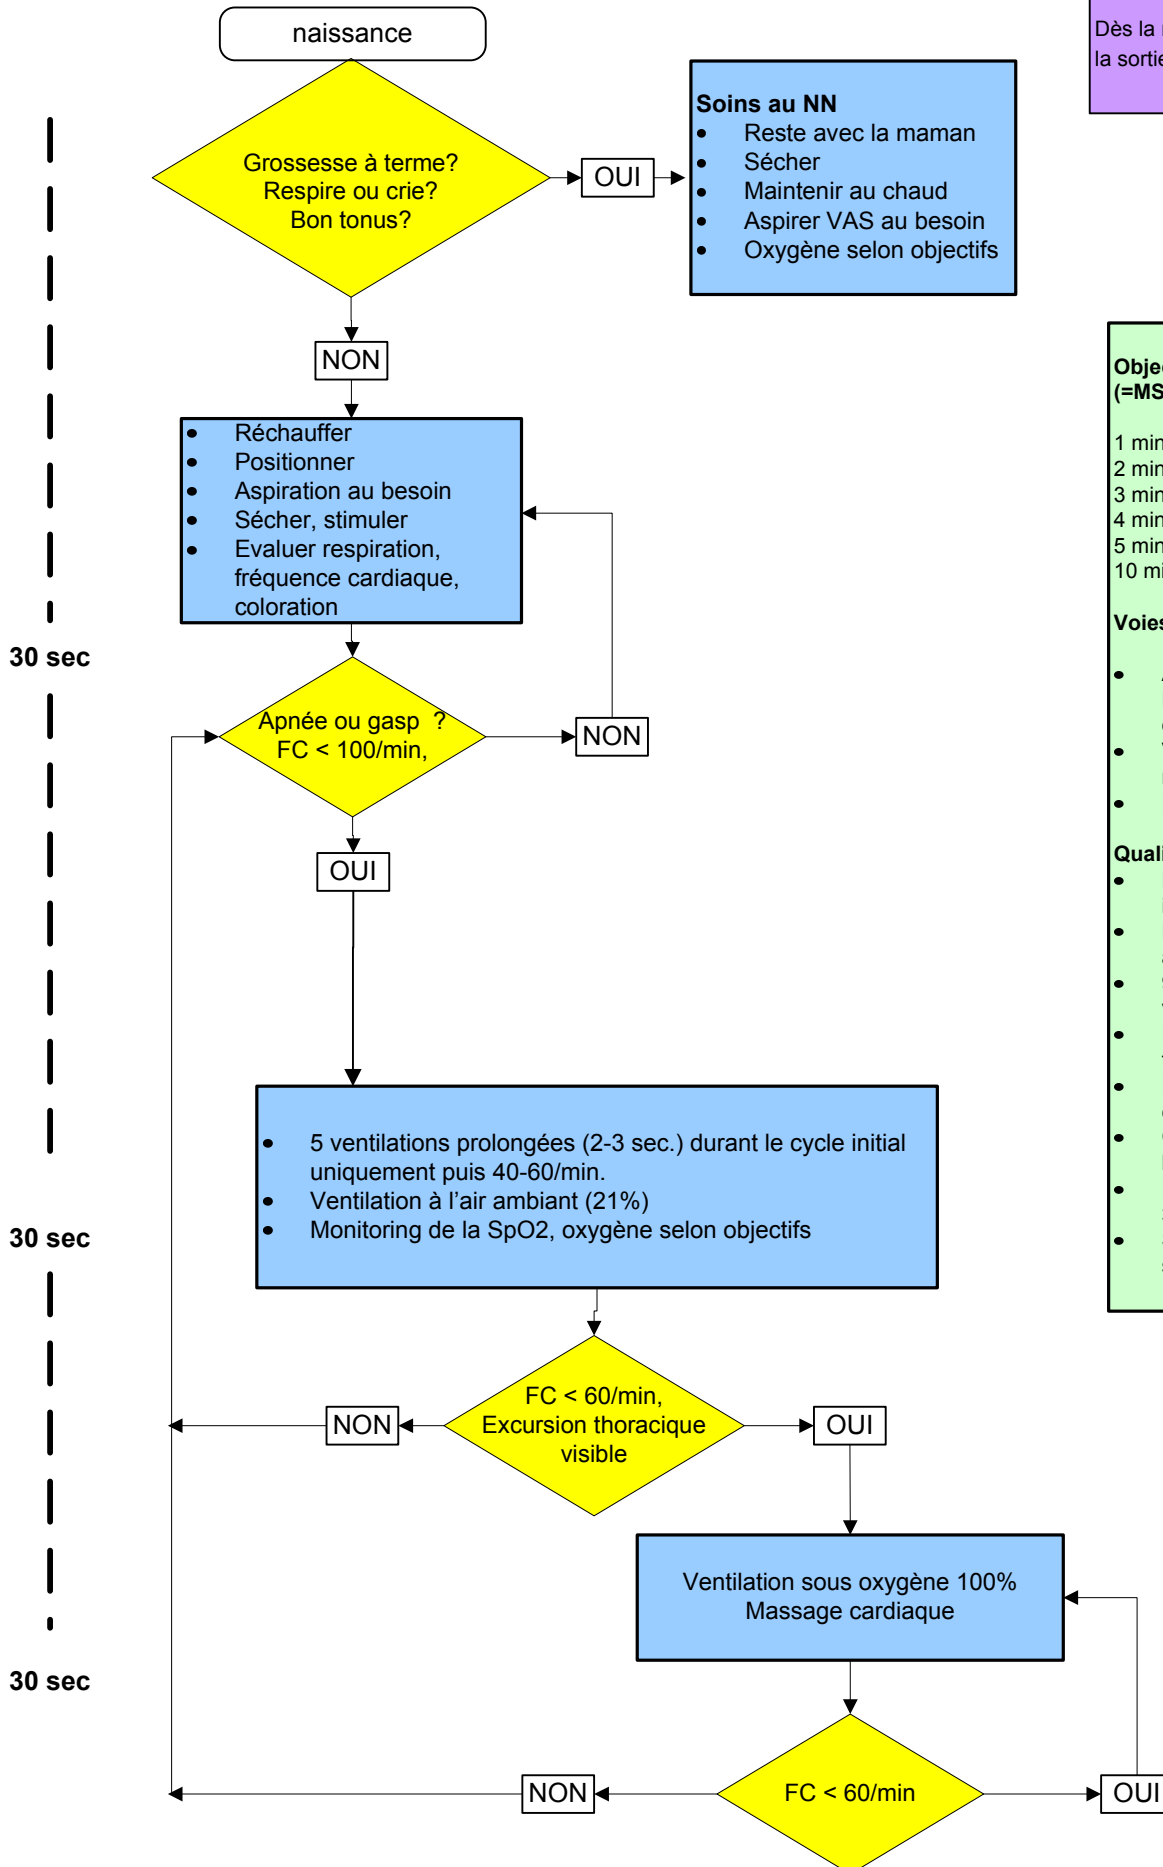 naissance
Dès la
la sortie
Grossesse à terme?
Respire ou crie?
Bon tonus?
OUI
Soins au NN
• Reste avec la maman
• Sécher
• Maintenir au chaud
• Aspirer VAS au besoin
• Oxygène selon objectifs
NON
• Réchauffer
• Positionner
• Aspiration au besoin
• Sécher, stimuler
• Evaluer respiration,
fréquence cardiaque,
coloration
30 sec
Apnée ou gasp ?
FC < 100/min,
NON
OUI
• 5 ventilations prolongées (2-3 sec.) durant le cycle initial
uniquement puis 40-60/min.
• Ventilation à l'air ambiant (21%)
• Monitoring de la SpO2, oxygène selon objectifs
30 sec
FC < 60/min,
Excursion thoracique
visible
NON
OUI
Ventilation sous oxygène 100%
Massage cardiaque
30 sec
FC < 60/min
NON
OUI
(=MS
1 min
2 min
3 min
4 min
5 min
10 mi
Voies
Quali